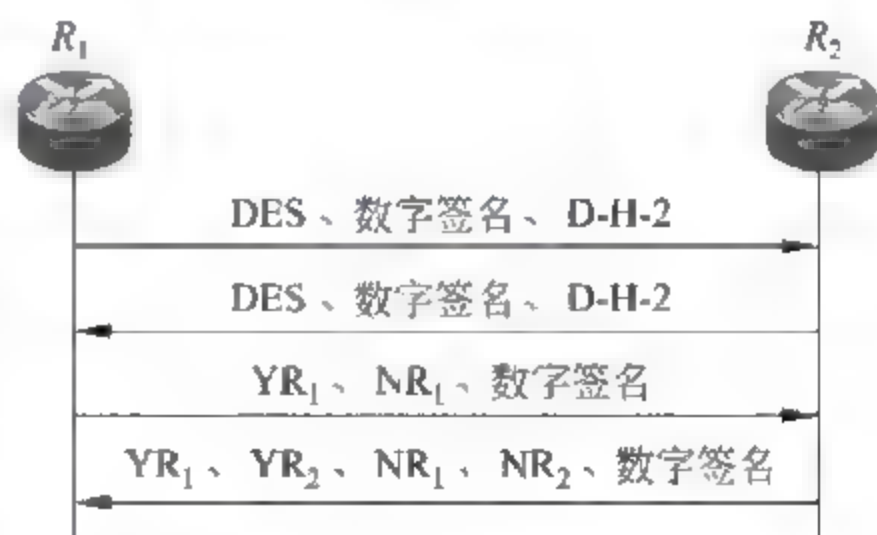 R₁ R₂
DES、数字签名、D-H-2
DES、数字签名、D-H-2
YR₁、NR₁、数字签名
YR₁、YR₂、NR₁、NR₂、数字签名